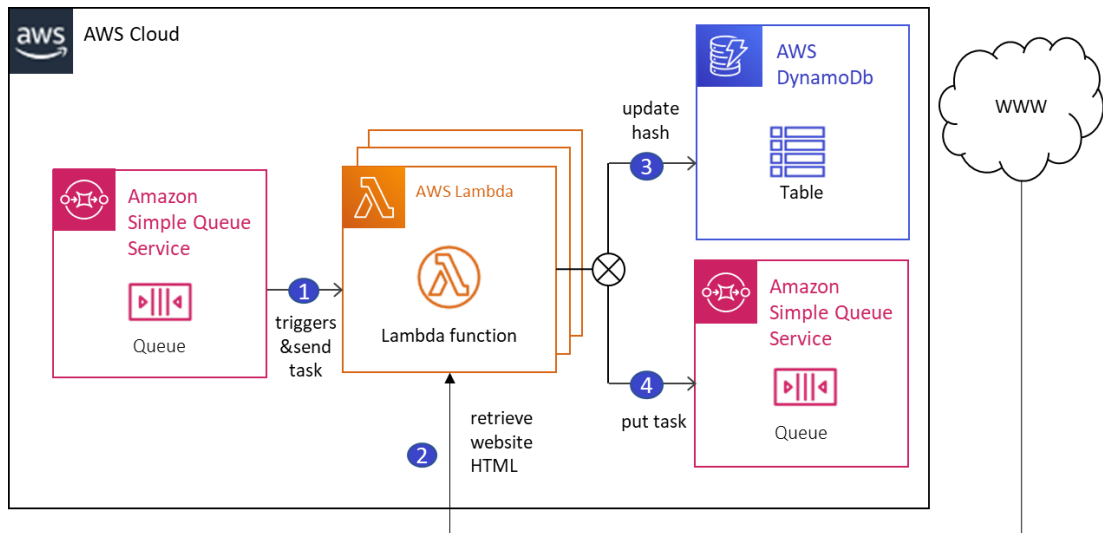 aws
AWS Cloud
Amazon
Simple Queue
Service
Queue
1
triggers
&send
task
AWS Lambda
Lambda function
2
retrieve
website
HTML
update
hash
3
AWS
DynamoDb
Table
4
put task
Amazon
Simple Queue
Service
Queue
WWW